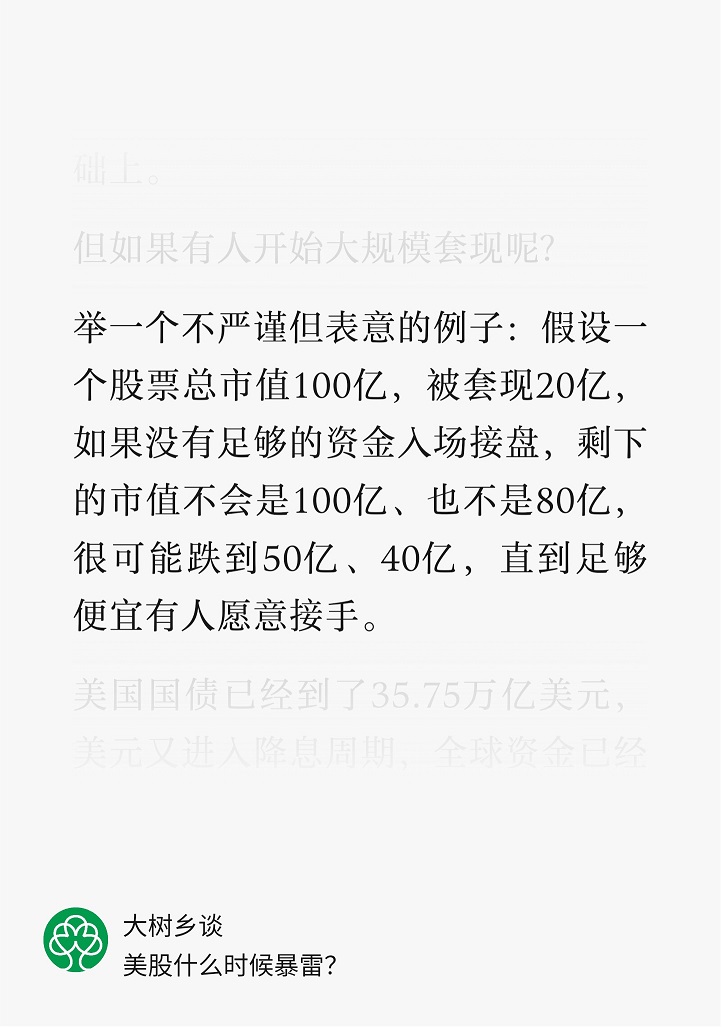 础上。
但如果有人开始大规模套现呢？
举一个不严谨但表意的例子：假设一
个股票总市值100亿，被套现20亿，
如果没有足够的资金入场接盘，剩下
的市值不会是100亿、也不是80亿，
很可能跌到50亿、40亿，直到足够
便宜有人愿意接手。
美国国债已经到了35.75万亿美元，
美元又进入降息周期，全球资金已经
大树乡谈
美股什么时候暴雷？